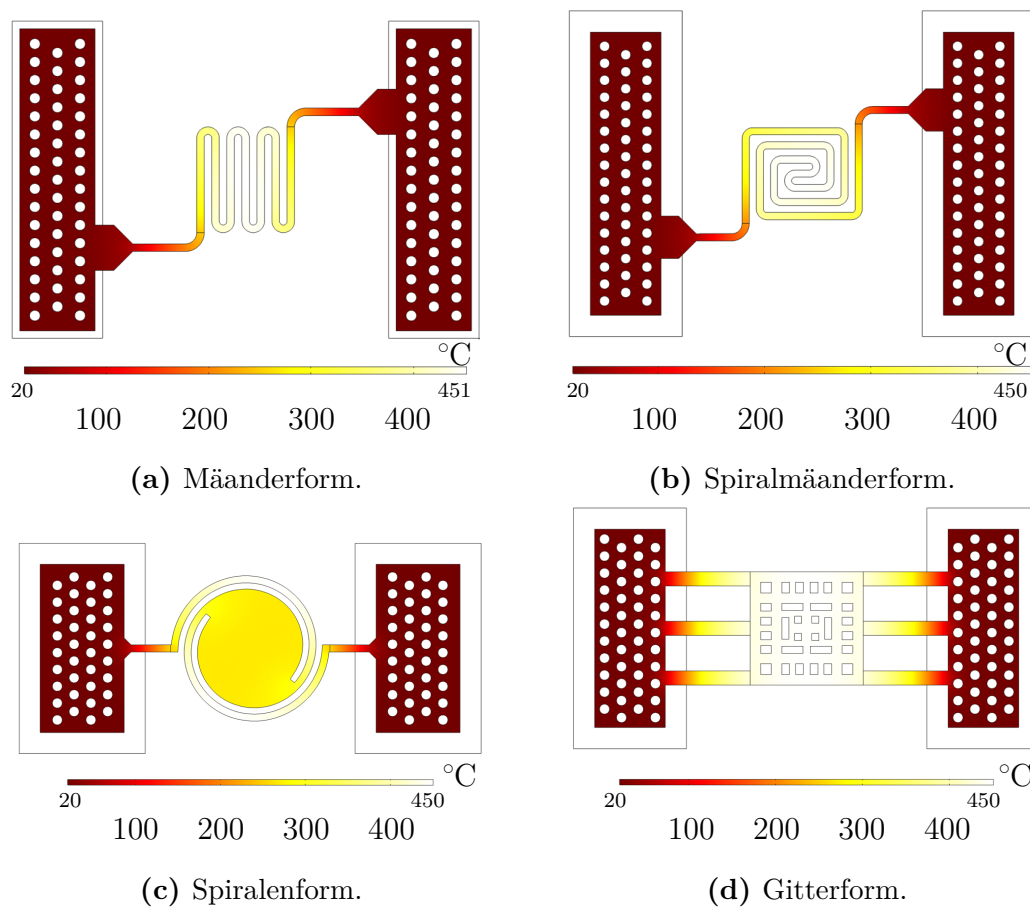 °C
20 451
100 200 300 400
(a) Mäanderform.
°C
20 450
100 200 300 400
(b) Spiralmäanderform.
°C
20 450
100 200 300 400
(c) Spiralenform.
°C
20 450
100 200 300 400
(d) Gitterform.